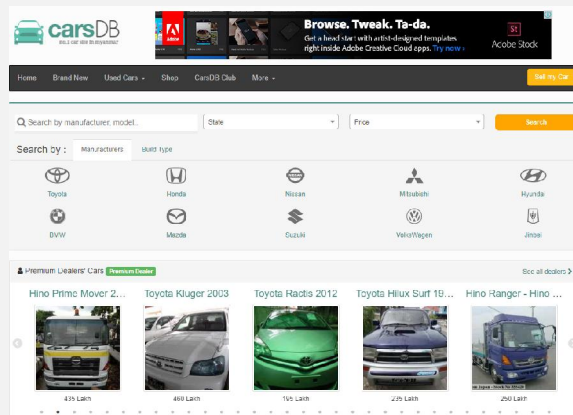 carsDB
Browse. Tweak. Ta-da.
Get a head start with artist-designed templates
right inside Adobe Creative Cloud apps. Try now ›
Adobe
St
Adobe Stock
Home Brand New Used Cars Shop CarsDB Club More
Sell my Car
Search by manufacturer, model..
State
Price
Search
Search by :
Manufacturers
Build Type
Toyota Honda Nissan Mitsubishi Hyundai
BMW Mazda Suzuki VolksWagen Jinbei
Premium Dealers' Cars Premium Dealer
See all dealers
Hino Prime Mover 2... Toyota Kluger 2003 Toyota Ractis 2012 Toyota Hilux Surf 19... Hino Ranger - Hino ...
435 Lakh 460 Lakh 195 Lakh 235 Lakh 250 Lakh